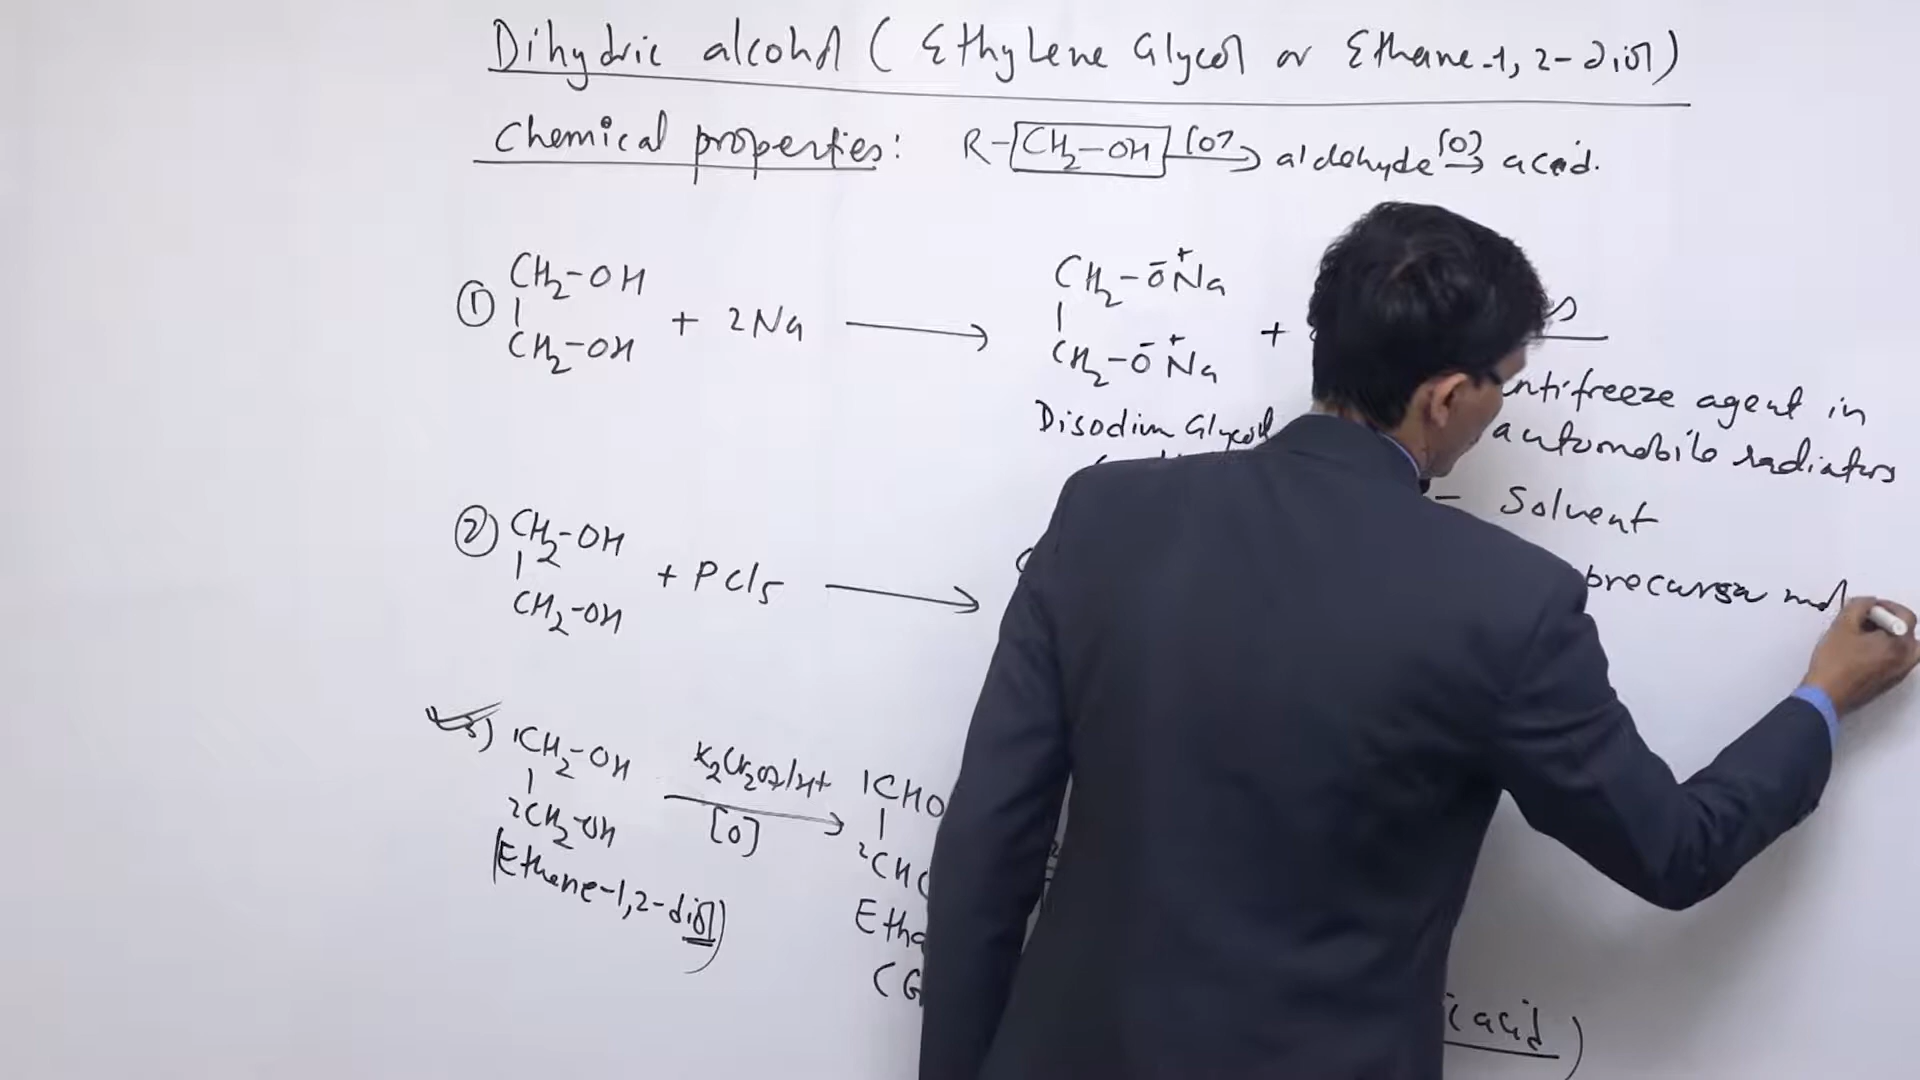 Dihydric alcohol ( Ethylene Glycol or Ethane-1, 2-diol)
Chemical properties: R-CH2-OH [O] aldehyde [O] acid.
① CH2-OH
CH2-OH
+ 2Na
CH2-O⁻ ⁺Na
CH2-O⁻ ⁺Na
+
Disodium Glycol
antifreeze agent in
automobile radiators
- Solvent
precursor
② CH2-OH
CH2-OH
+ PCl5
3) 1CH2-OH
2CH2-OH
(Ethane-1,2-diol)
K2Cr2O7/H+
[O]
1CHO
2CHO
Etha
(G
ic acid)